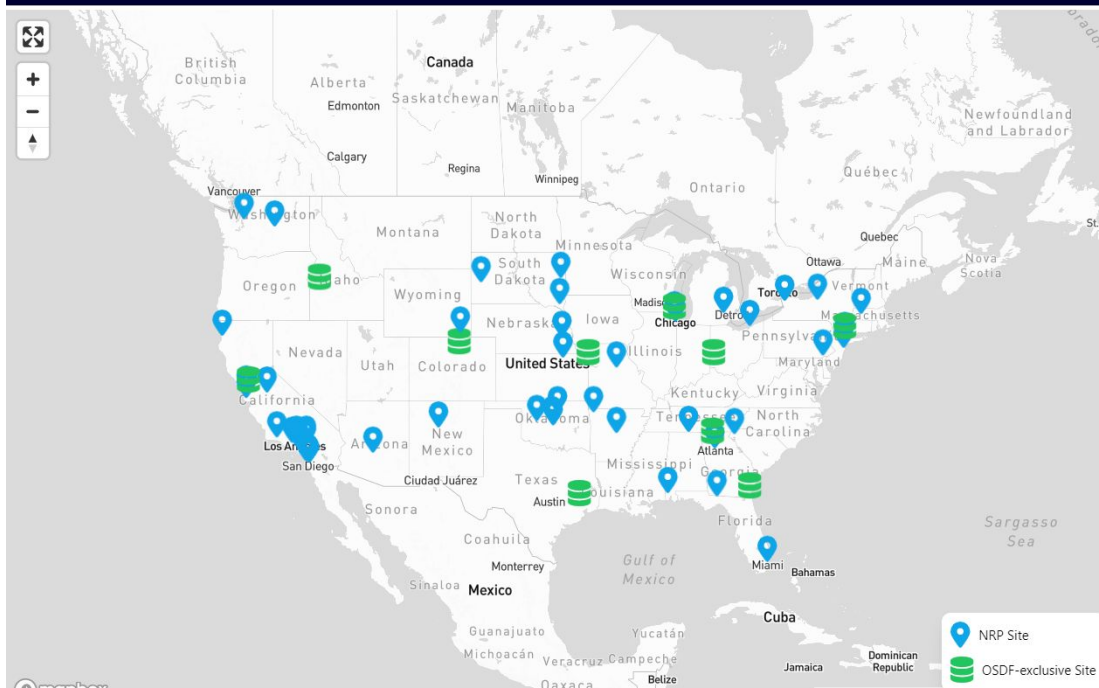 British
Columbia
Alberta
Edmonton
Canada
Saskatchewan
Manitoba
Newfoundland
and Labrador
Calgary
Regina
Winnipeg
Ontario
Québec
Vancouver
Washington
North
Dakota
Montana
Minnesota
Quebec
Ottawa
Maine
Nova
Scotia
St.
South
Dakota
Wisconsin
Oregon
Idaho
Wyoming
Toronto
Vermont
Madison
Detroit
Massachusetts
Chicago
Nebraska
Iowa
Pennsylvania
Nevada
Utah
Colorado
United States
Illinois
Maryland
California
Kentucky
Virginia
Oklahoma
Tennessee
North
Carolina
Los Angeles
Arizona
New
Mexico
Atlanta
San Diego
Mississippi
Georgia
Ciudad Juárez
Texas
Austin
Louisiana
Sonora
Florida
Sargasso
Sea
Coahuila
Monterrey
Gulf of
Mexico
Miami
Bahamas
Sinaloa
Mexico
Cuba
Guanajuato
Yucatán
NRP Site
Michoacán
Veracruz
Campeche
Jamaica
Dominican
Republic
OSDF-exclusive Site
Oaxaca
Belize
mapbox